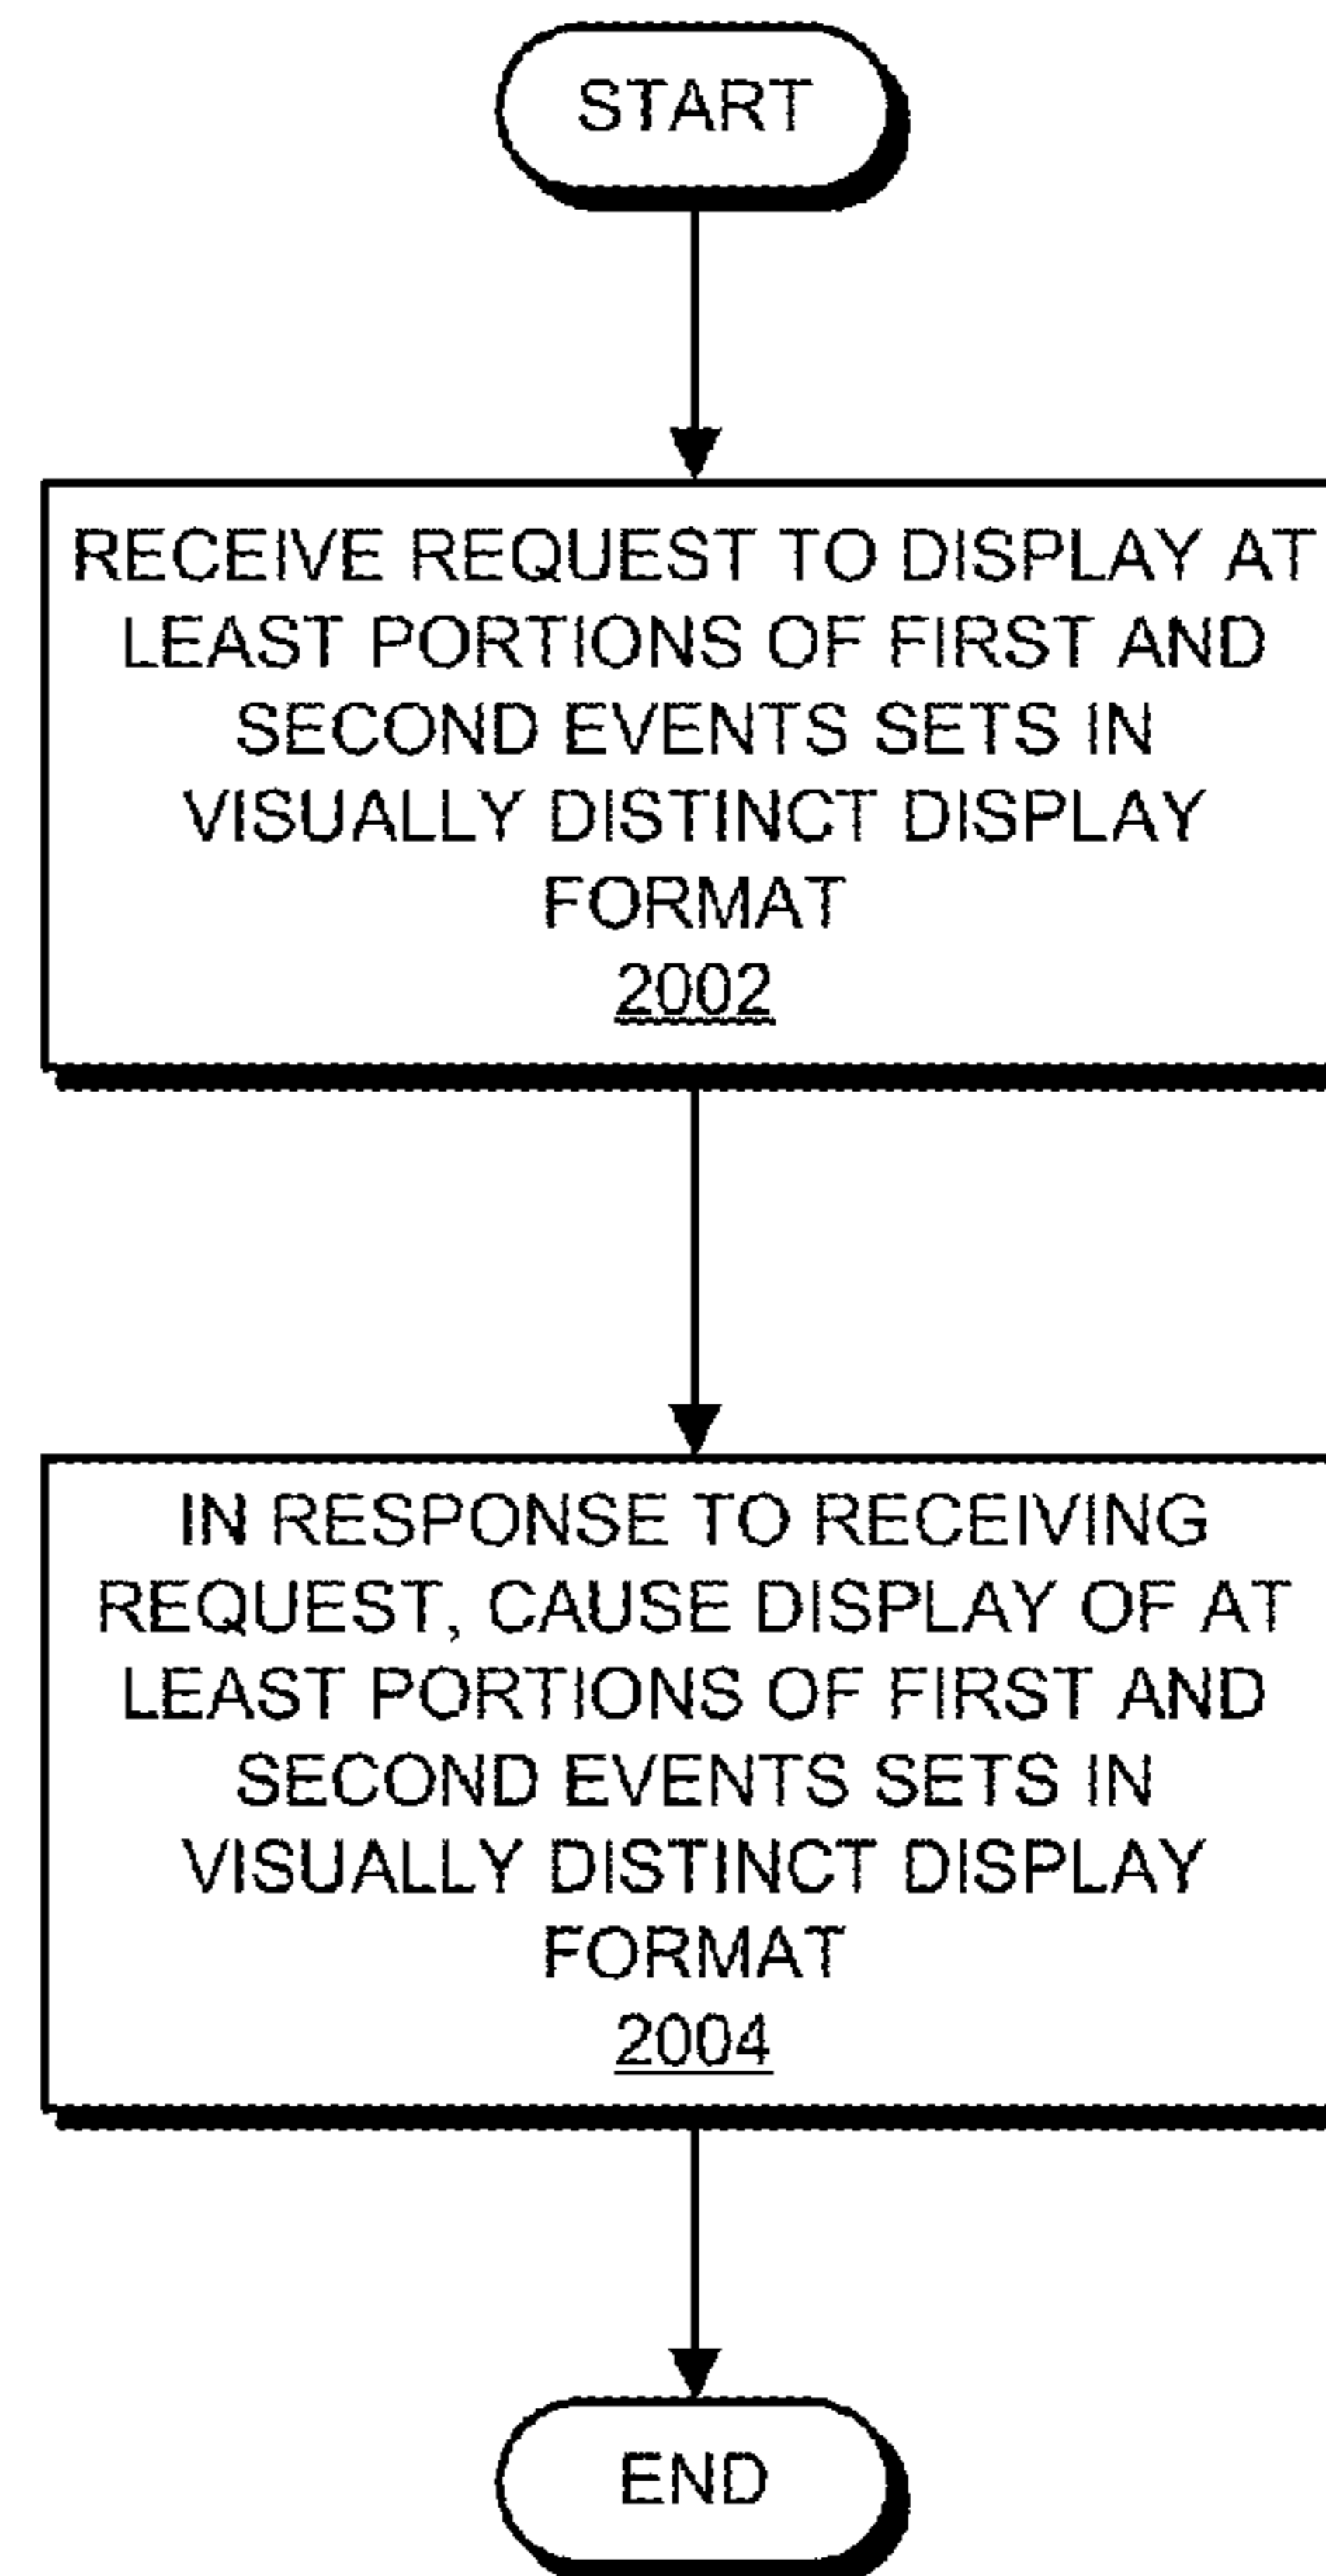 START
RECEIVE REQUEST TO DISPLAY AT
LEAST PORTIONS OF FIRST AND
SECOND EVENTS SETS IN
VISUALLY DISTINCT DISPLAY
FORMAT
2002
IN RESPONSE TO RECEIVING
REQUEST, CAUSE DISPLAY OF AT
LEAST PORTIONS OF FIRST AND
SECOND EVENTS SETS IN
VISUALLY DISTINCT DISPLAY
FORMAT
2004
END